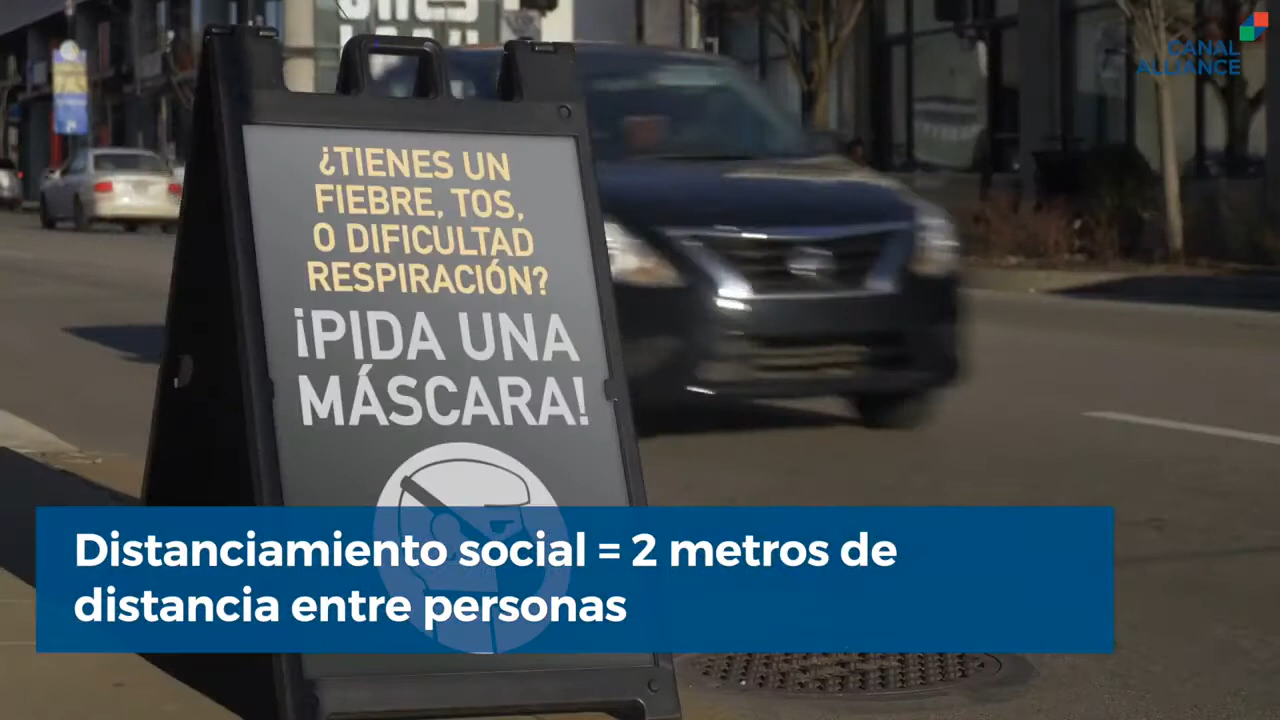 CANAL
ALLIANCE
¿TIENES UN
FIEBRE, TOS,
O DIFICULTAD
RESPIRACIÓN?
¡PIDA UNA
MÁSCARA!
Distanciamiento social = 2 metros de
distancia entre personas